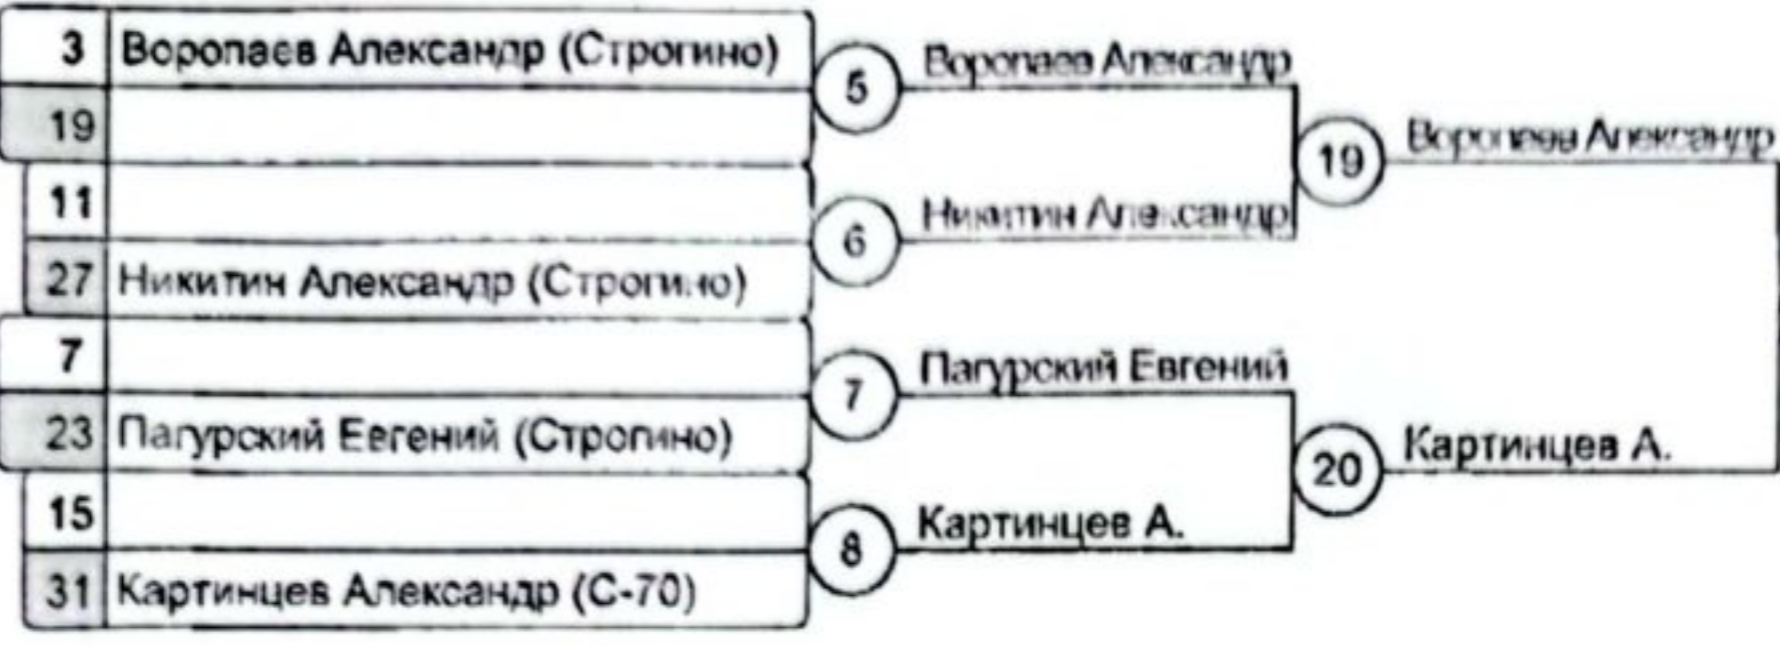 3 Воропаев Александр (Строгино)
19
11
27 Никитин Александр (Строгино)
7
23 Пагурский Евгений (Строгино)
15
31 Картинцев Александр (С-70)
5
6
7
8
Воропаев Александр
Никитин Александр
Пагурский Евгений
Картинцев А.
19
20
Воропаев Александр
Картинцев А.